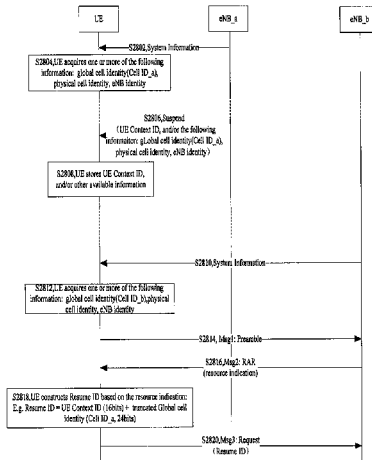 UE
eNB_a
eNB_b
S2802,System Information
S2804,UE acquires one or more of the following
information: global cell identity(Cell ID_a),
physical cell identity, eNB identity
S2806,Suspend
(UE Context ID, and/or the following
informaiton: gLobal cell identity(Cell ID_a),
physical cell identity, eNB identity)
S2808,UE stores UE Context ID,
and/or other available information
S2810,System Information
S2812,UE acquires one or more of the following
information: global cell identity(Cell ID_b),physical
cell identity, eNB identity
S2814, Msg1: Preamble
S2816,Msg2: RAR
(resource indication)
S2818,UE constructs Resume ID based on the resource indication:
E.g. Resume ID = UE Context ID (16bits) + truncated Global cell
identity (Cell ID_a, 24bits)
S2820,Msg3: Request
(Resume ID)